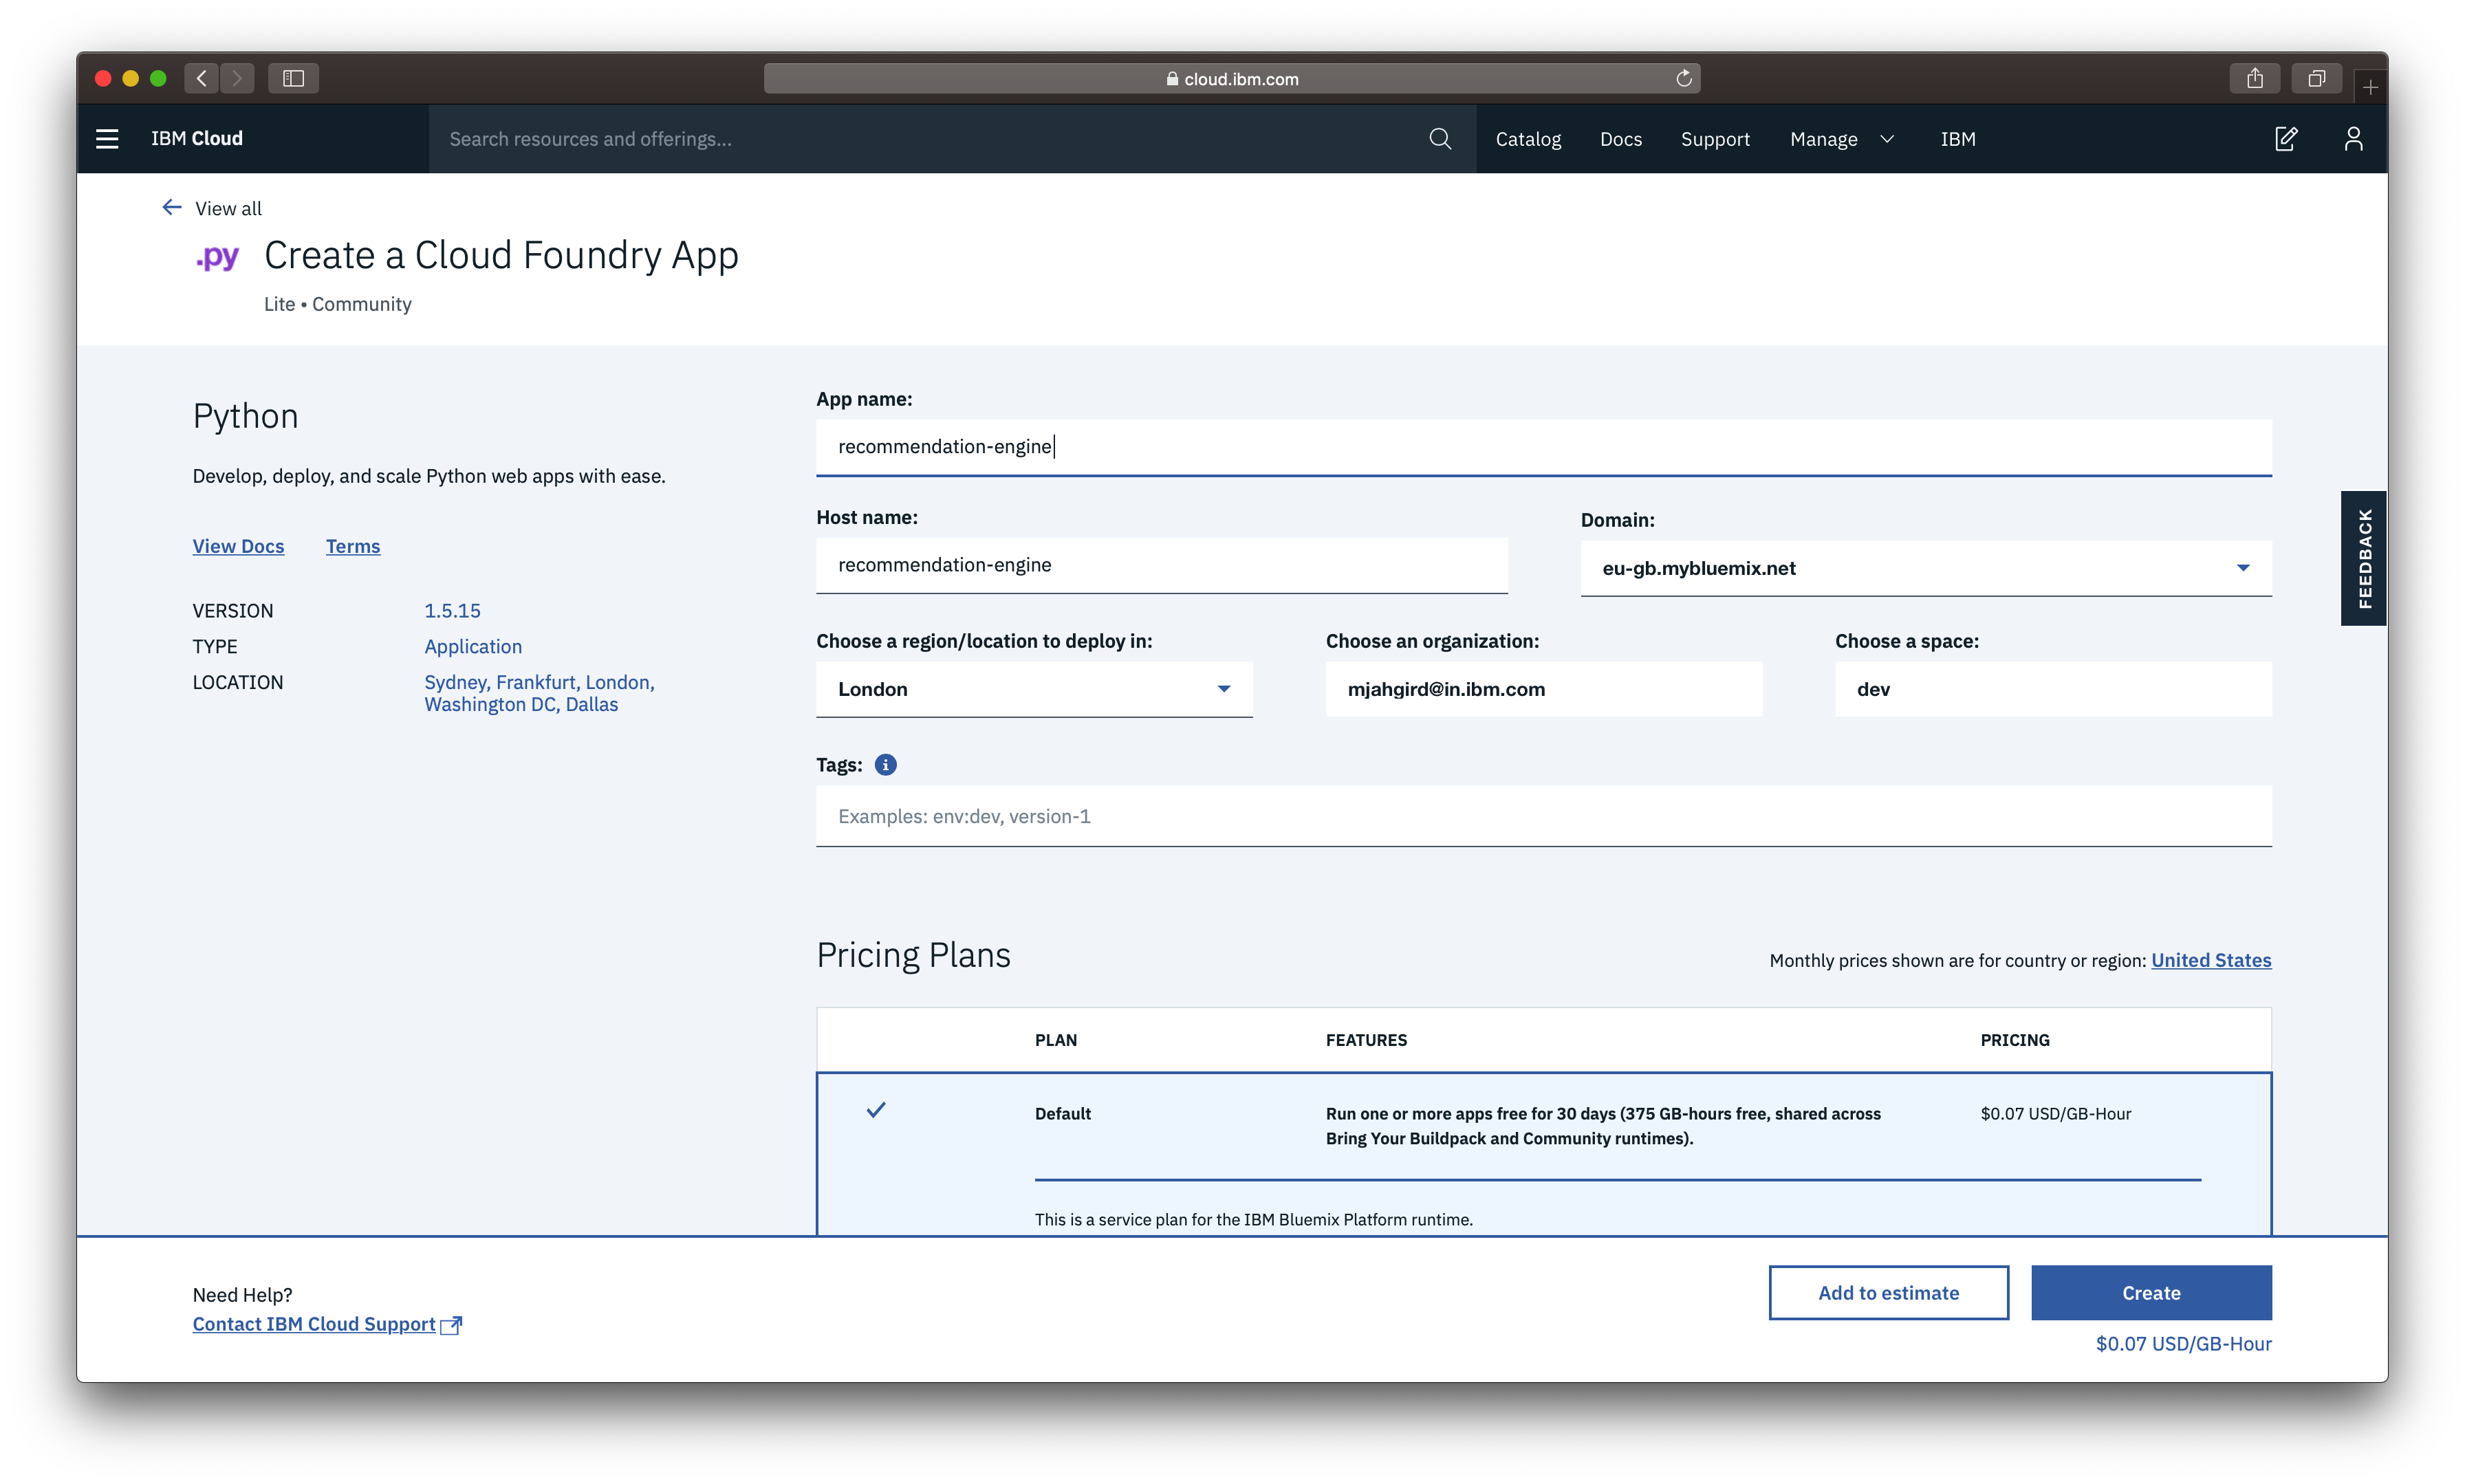 cloud.ibm.com
IBM Cloud
Search resources and offerings...
Catalog
Docs
Support
Manage
IBM
View all
.py
Create a Cloud Foundry App
Lite • Community
Python
Develop, deploy, and scale Python web apps with ease.
View Docs
Terms
VERSION
1.5.15
TYPE
Application
LOCATION
Sydney, Frankfurt, London,
Washington DC, Dallas
App name:
recommendation-engine
Host name:
recommendation-engine
Domain:
eu-gb.mybluemix.net
Choose a region/location to deploy in:
London
Choose an organization:
mjahgird@in.ibm.com
Choose a space:
dev
Tags:
Examples: env:dev, version-1
FEEDBACK
Pricing Plans
Monthly prices shown are for country or region: United States
PLAN
FEATURES
PRICING
Default
Run one or more apps free for 30 days (375 GB-hours free, shared across
Bring Your Buildpack and Community runtimes).
$0.07 USD/GB-Hour
This is a service plan for the IBM Bluemix Platform runtime.
Need Help?
Contact IBM Cloud Support
Add to estimate
Create
$0.07 USD/GB-Hour